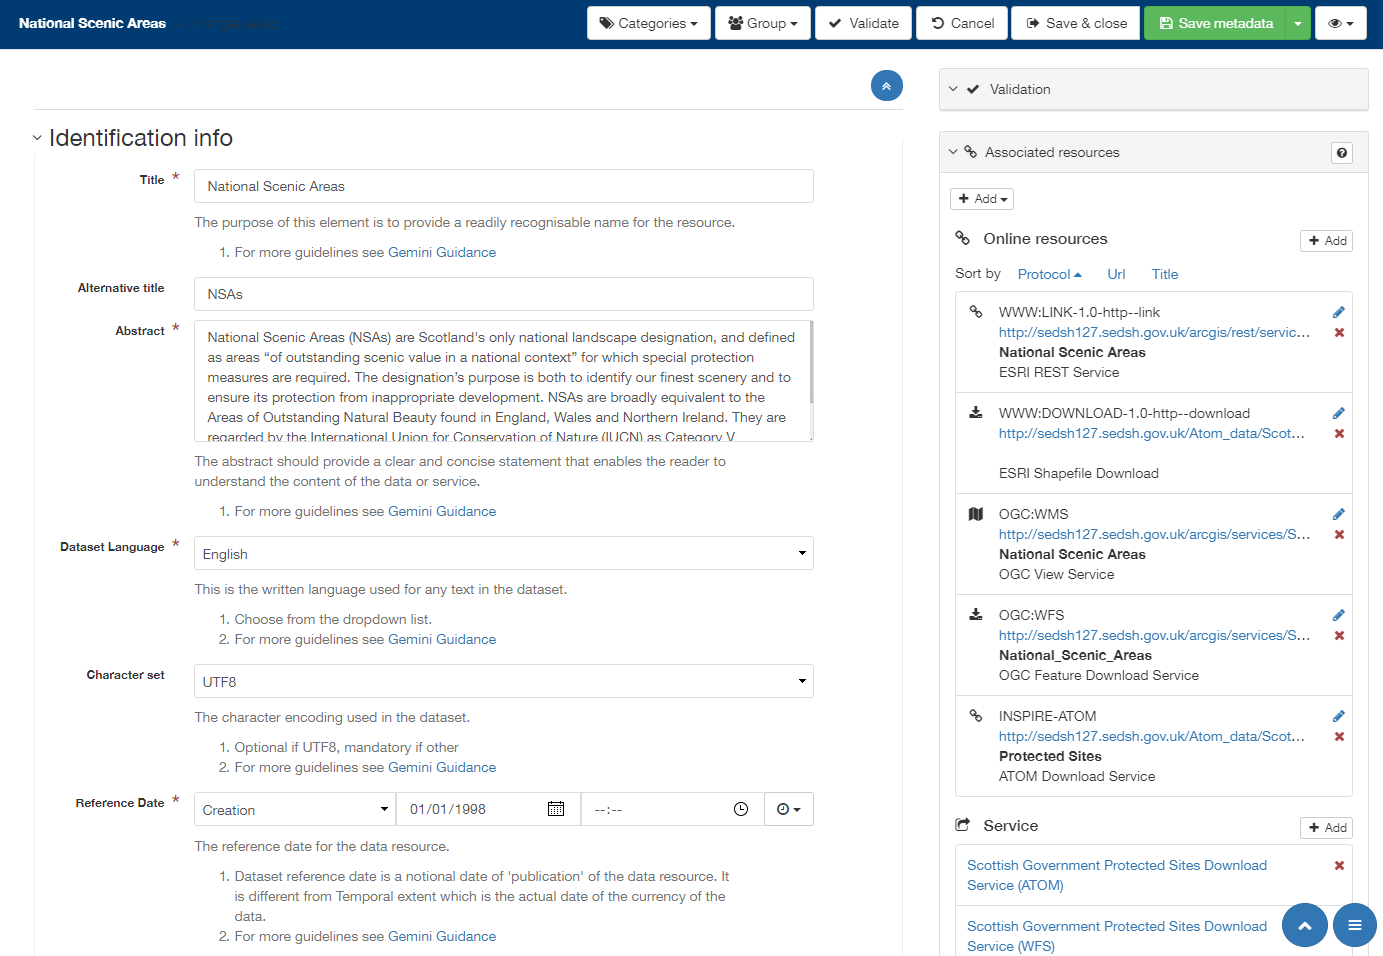 National Scenic Areas
Categories
Group
Validate
Cancel
Save & close
Save metadata
Identification info
Title *
National Scenic Areas
The purpose of this element is to provide a readily recognisable name for the resource.
1. For more guidelines see Gemini Guidance
Alternative title
NSAs
Abstract *
National Scenic Areas (NSAs) are Scotland's only national landscape designation, and defined
as areas “of outstanding scenic value in a national context” for which special protection
measures are required. The designation’s purpose is both to identify our finest scenery and to
ensure its protection from inappropriate development. NSAs are broadly equivalent to the
Areas of Outstanding Natural Beauty found in England, Wales and Northern Ireland. They are
regarded by the International Union for Conservation of Nature (IUCN) as Category V
The abstract should provide a clear and concise statement that enables the reader to
understand the content of the data or service.
1. For more guidelines see Gemini Guidance
Dataset Language *
English
This is the written language used for any text in the dataset.
1. Choose from the dropdown list.
2. For more guidelines see Gemini Guidance
Character set
UTF8
The character encoding used in the dataset.
1. Optional if UTF8, mandatory if other
2. For more guidelines see Gemini Guidance
Reference Date *
Creation
01/01/1998
--:--
The reference date for the data resource.
1. Dataset reference date is a notional date of 'publication' of the data resource. It
is different from Temporal extent which is the actual date of the currency of the
data.
2. For more guidelines see Gemini Guidance
Validation
Associated resources
+ Add
Online resources
+ Add
Sort by Protocol Url Title
WWW:LINK-1.0-http--link
http://sedsh127.sedsh.gov.uk/arcgis/rest/servic...
National Scenic Areas
ESRI REST Service
WWW:DOWNLOAD-1.0-http--download
http://sedsh127.sedsh.gov.uk/Atom_data/Scot...
ESRI Shapefile Download
OGC:WMS
http://sedsh127.sedsh.gov.uk/arcgis/services/S...
National Scenic Areas
OGC View Service
OGC:WFS
http://sedsh127.sedsh.gov.uk/arcgis/services/S...
National_Scenic_Areas
OGC Feature Download Service
INSPIRE-ATOM
http://sedsh127.sedsh.gov.uk/Atom_data/Scot...
Protected Sites
ATOM Download Service
Service
+ Add
Scottish Government Protected Sites Download
Service (ATOM)
Scottish Government Protected Sites Download
Service (WFS)